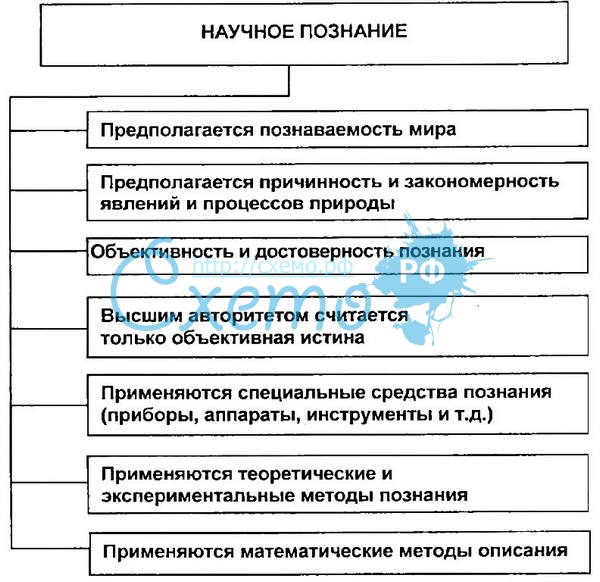 НАУЧНОЕ ПОЗНАНИЕ
Предполагается познаваемость мира
Предполагается причинность и закономерность
явлений и процессов природы
Объективность и достоверность познания
http://схемо.рф
Схемо РФ
Высшим авторитетом считается
только объективная истина
Применяются специальные средства познания
(приборы, аппараты, инструменты и т.д.)
Применяются теоретические и
экспериментальные методы познания
Применяются математические методы описания